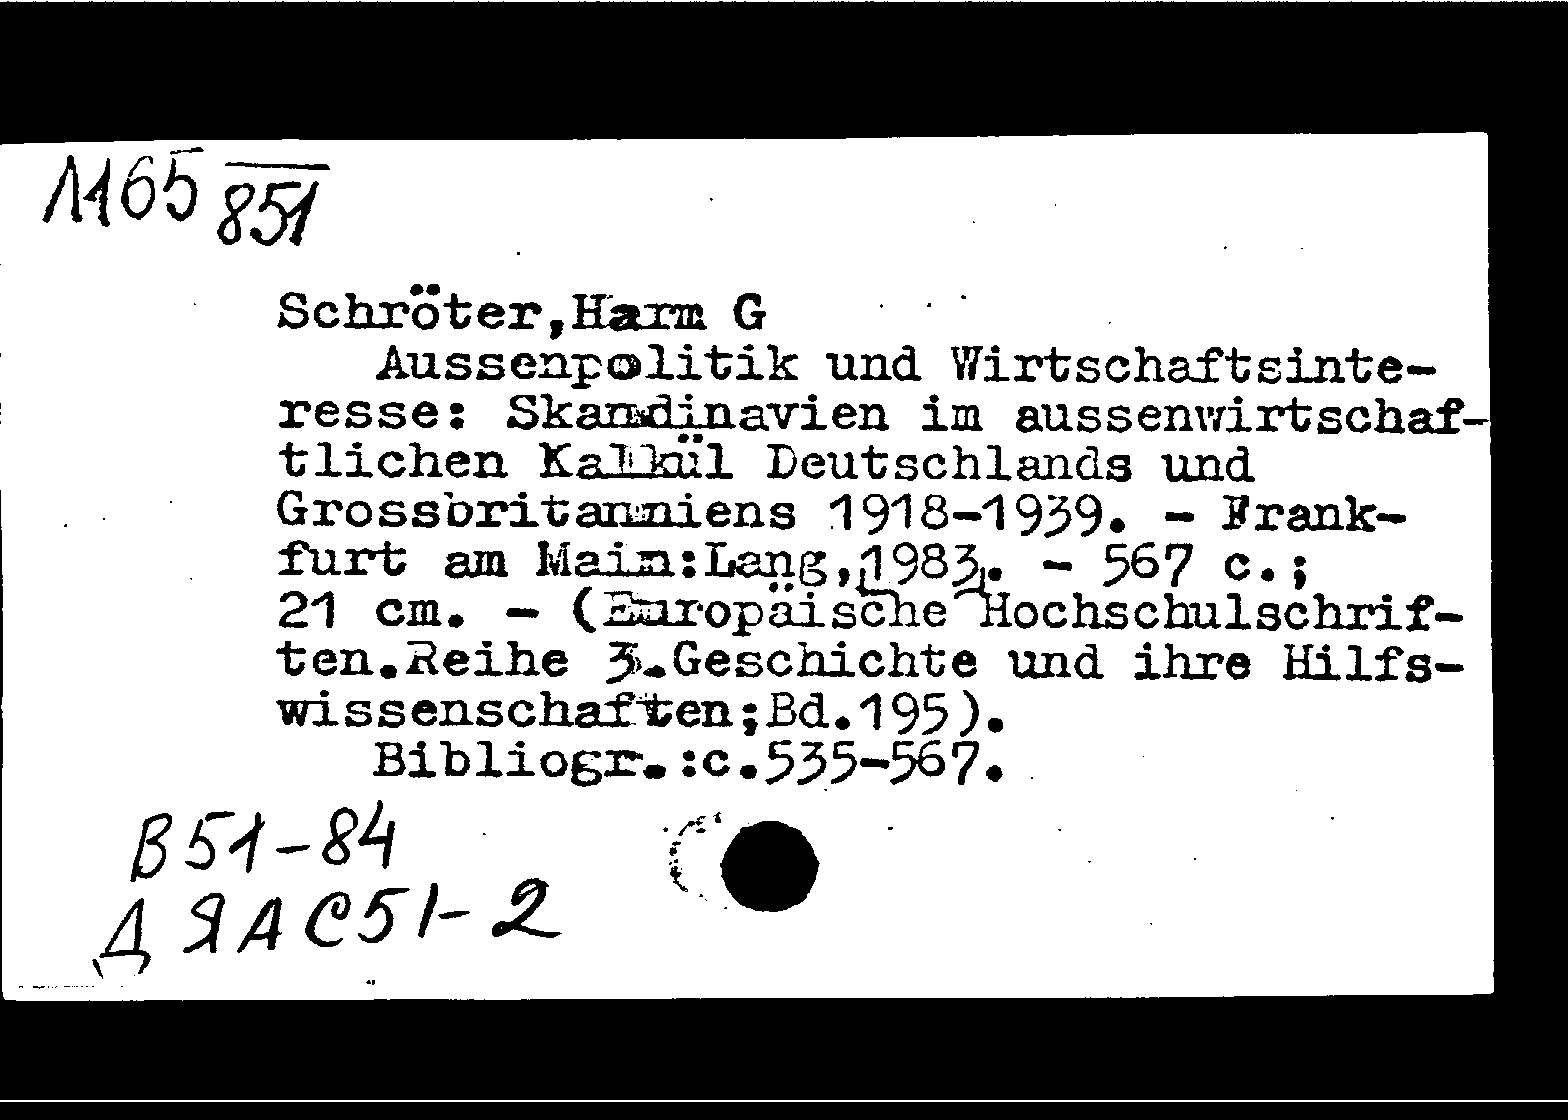 1165 851
Schröter,Harm G
Aussenpolitik und Wirtschaftsinte-
resse: Skandinavien im aussenwirtschaf-
tlichen Kalkül Deutschlands und
Grossbritanniens 1918-1939. - Frank-
furt am Main:Lang,1983. - 567 c.;
21 cm. - (Europäische Hochschulschrif-
ten.Reihe 3.Geschichte und ihre Hilfs-
wissenschaften;Bd.195).
Bibliogr.:c.535-567.
В51-84
ДЯАС51-2